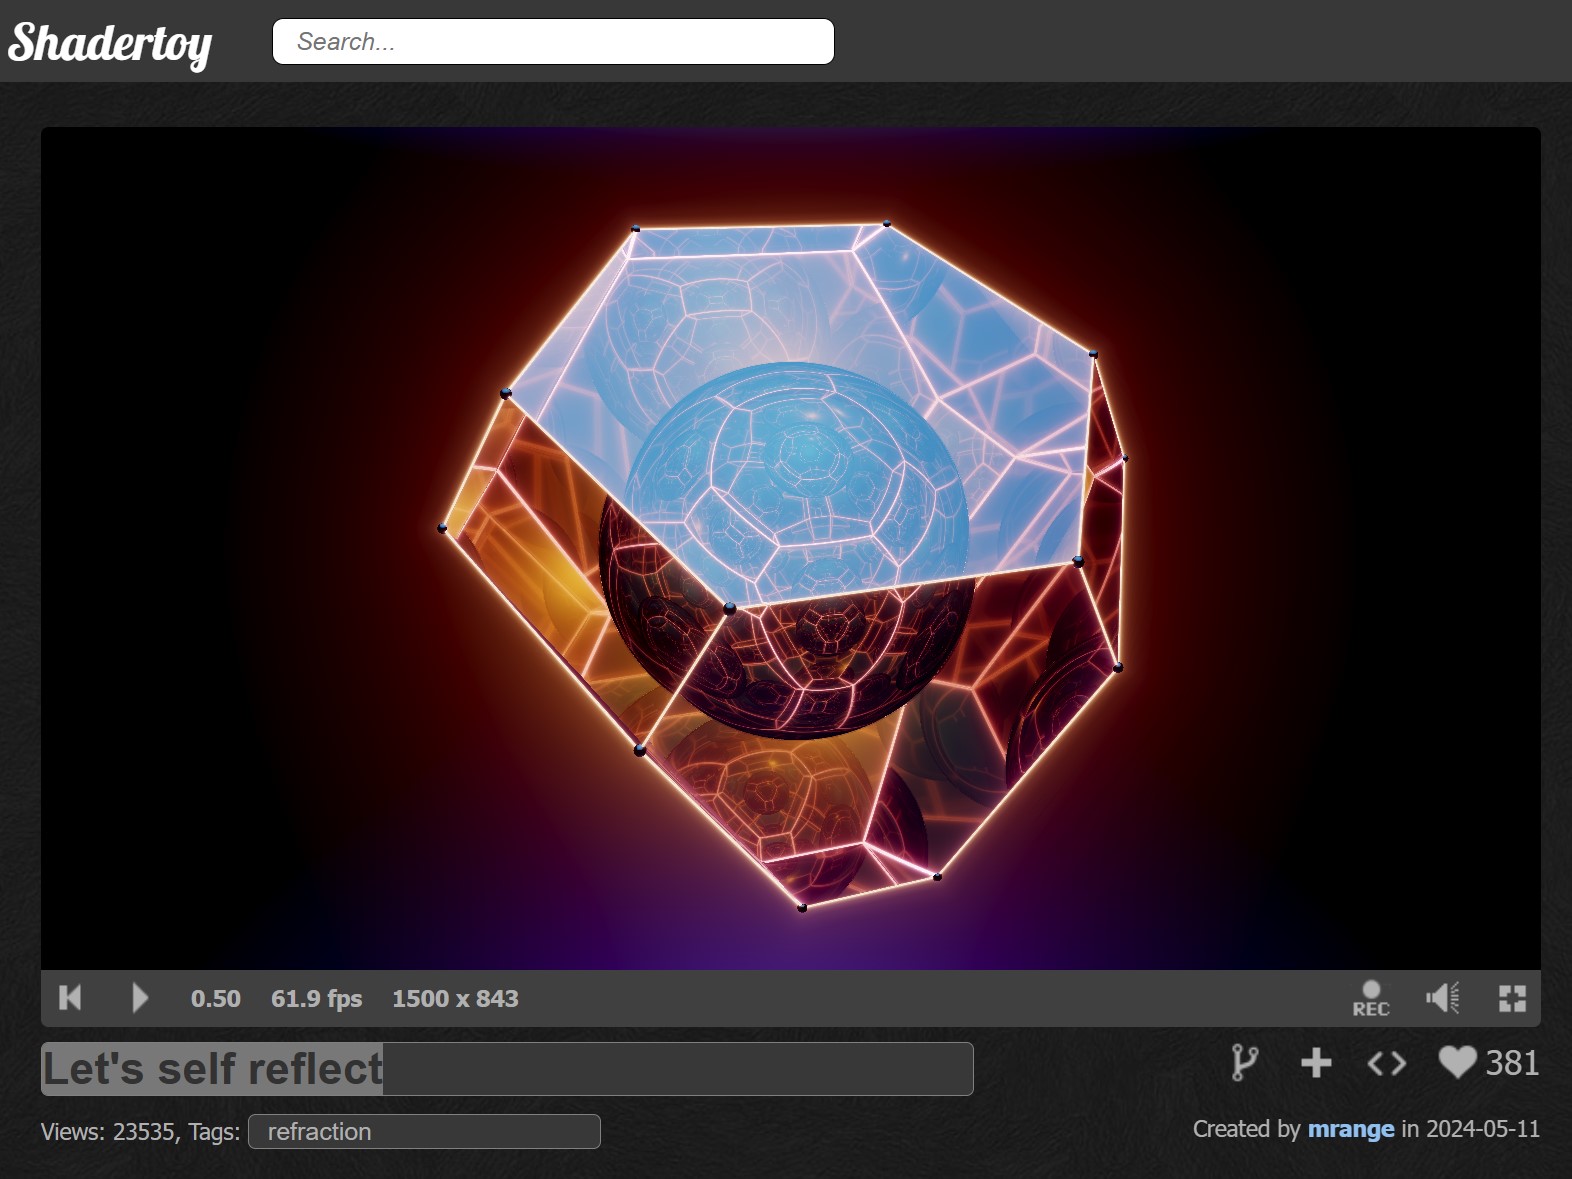 Shadertoy
Search...
0.50 61.9 fps 1500 x 843
REC
Let's self reflect
381
Views: 23535, Tags: refraction
Created by mrange in 2024-05-11